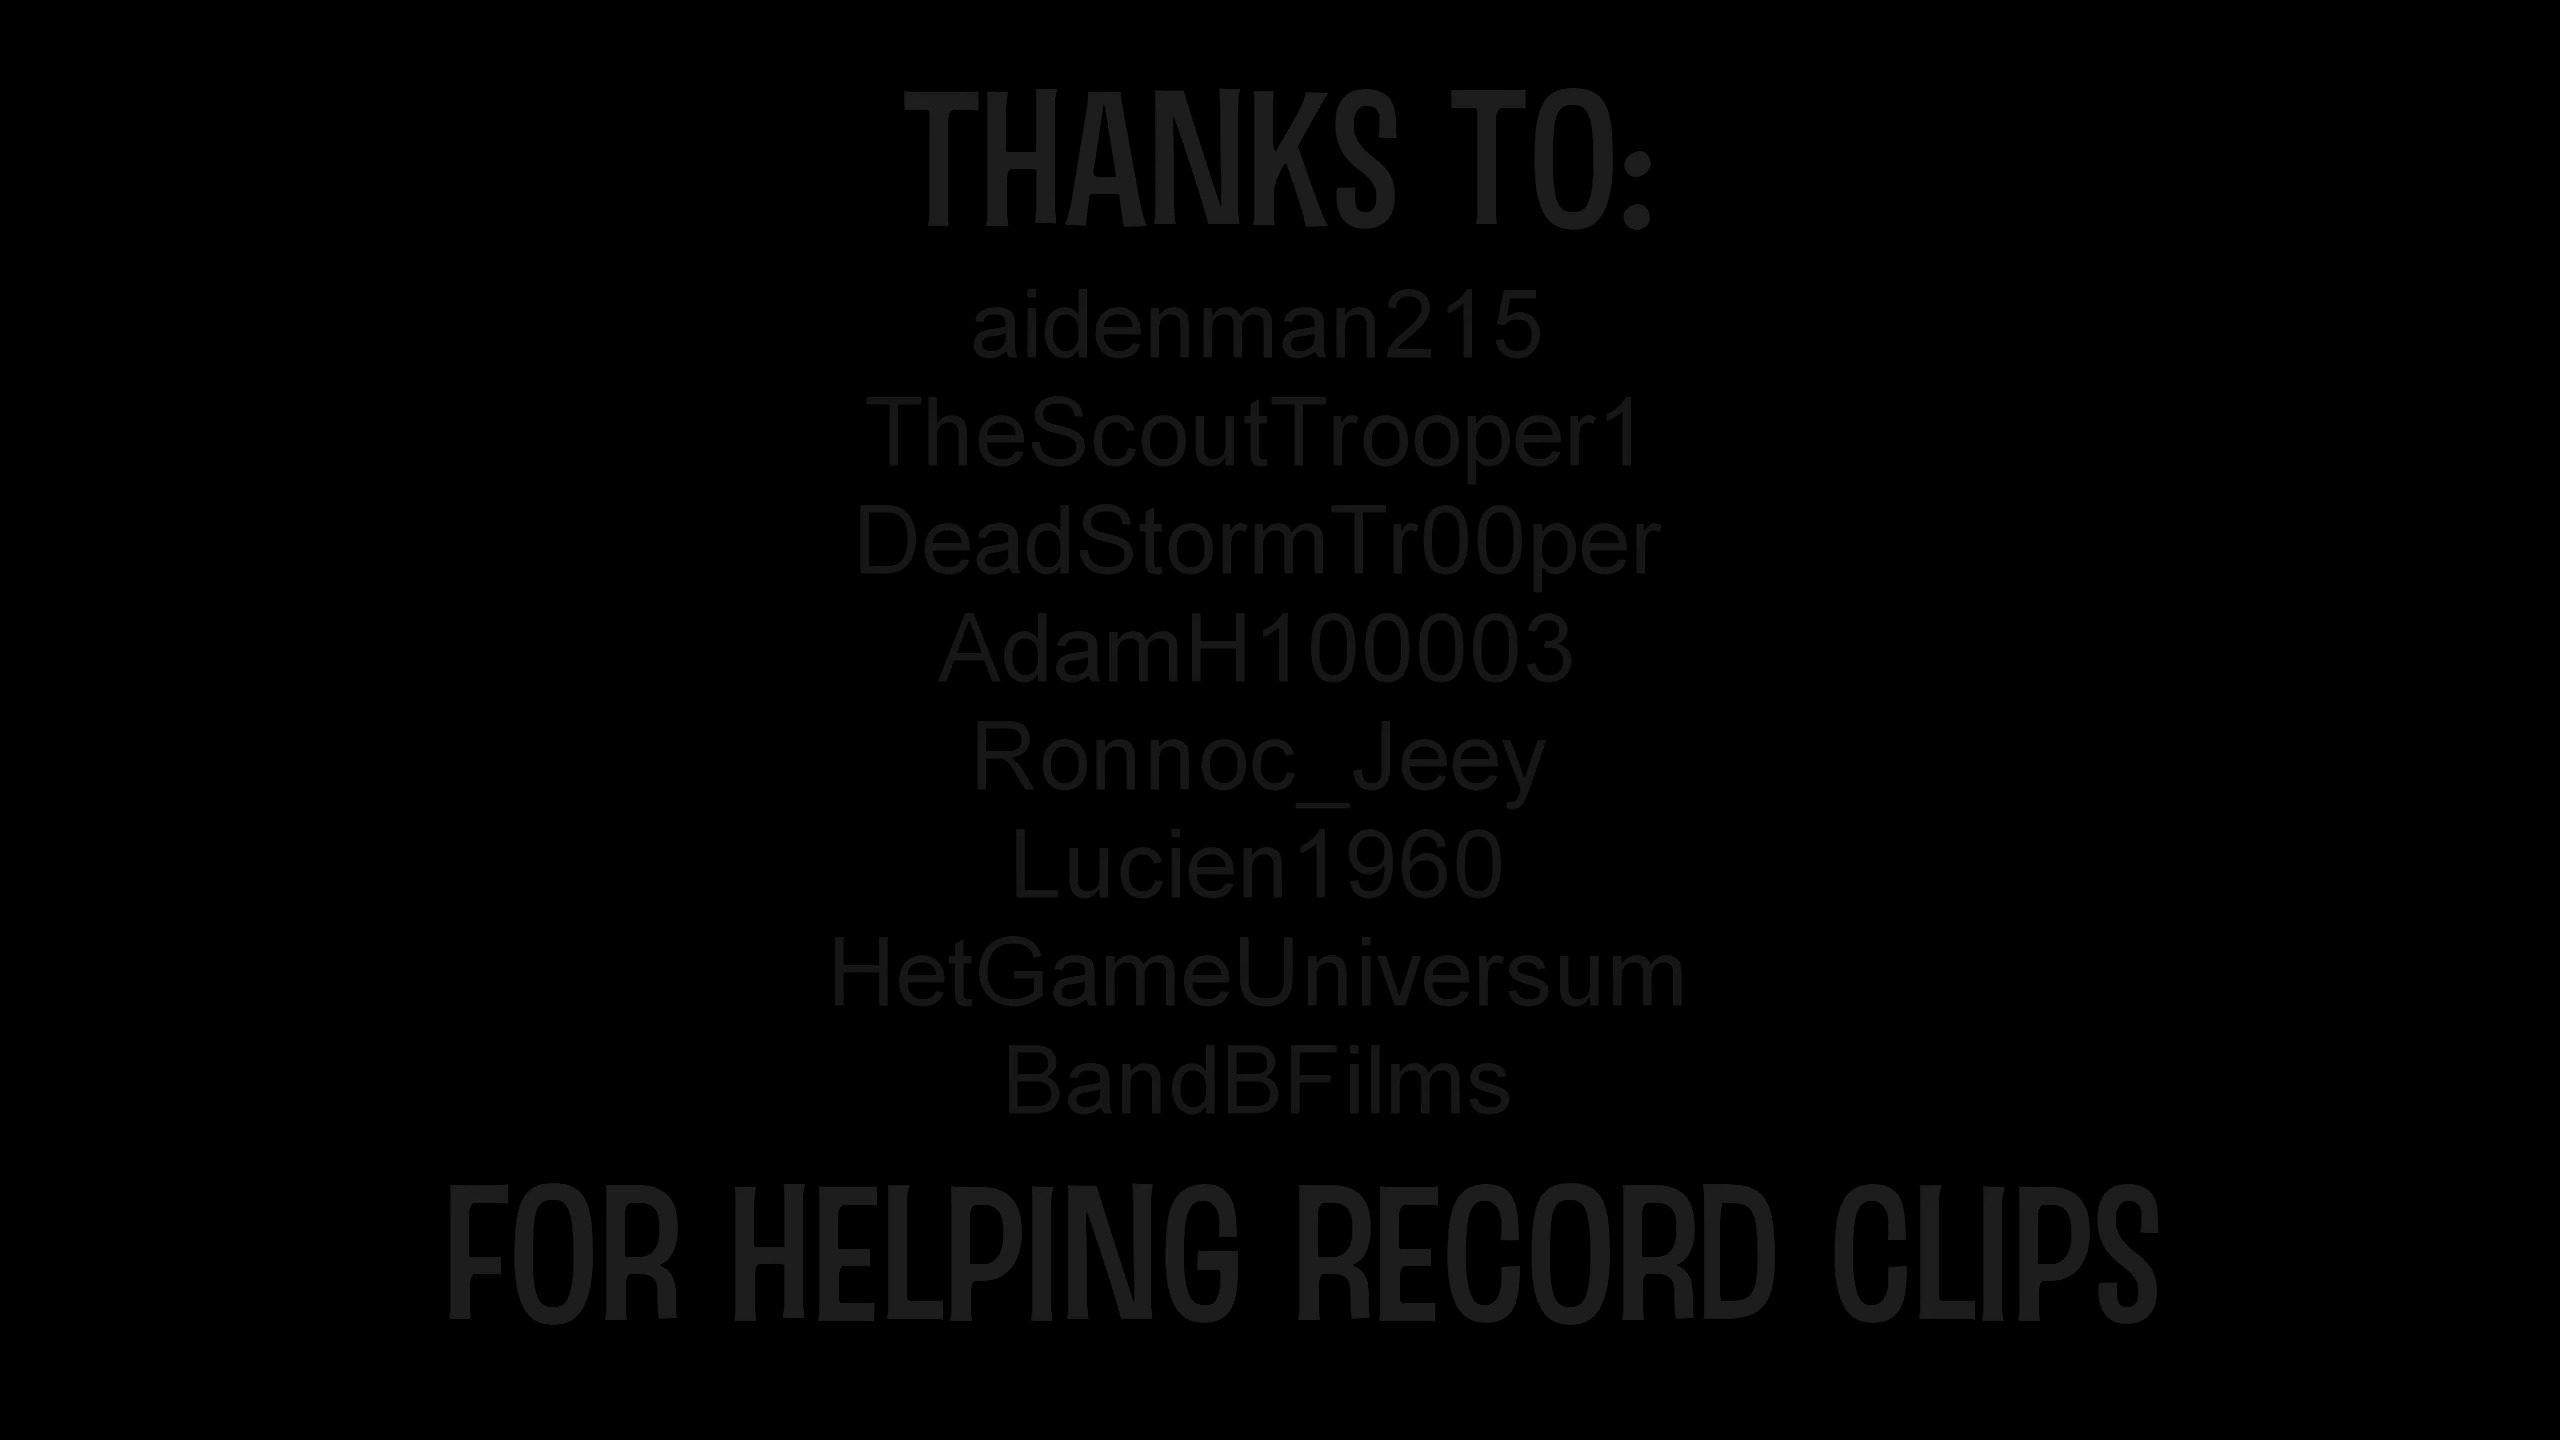 THANKS TO:
aidenman215
TheScoutTrooper1
DeadStormTr00per
AdamH100003
Ronnoc_Jeey
Lucien1960
HetGameUniversum
BandBFilms
FOR HELPING RECORD CLIPS